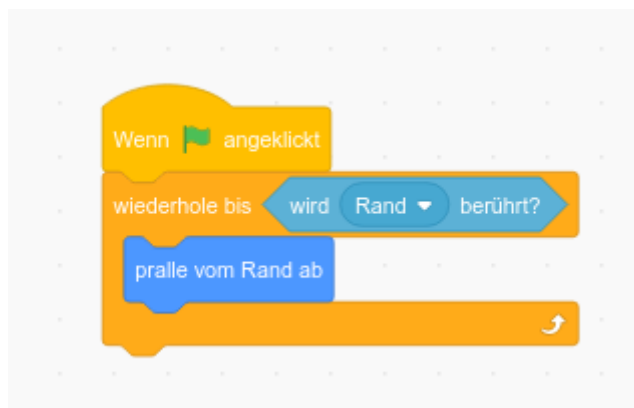 Wenn angeklickt
wiederhole bis wird Rand berührt?
pralle vom Rand ab